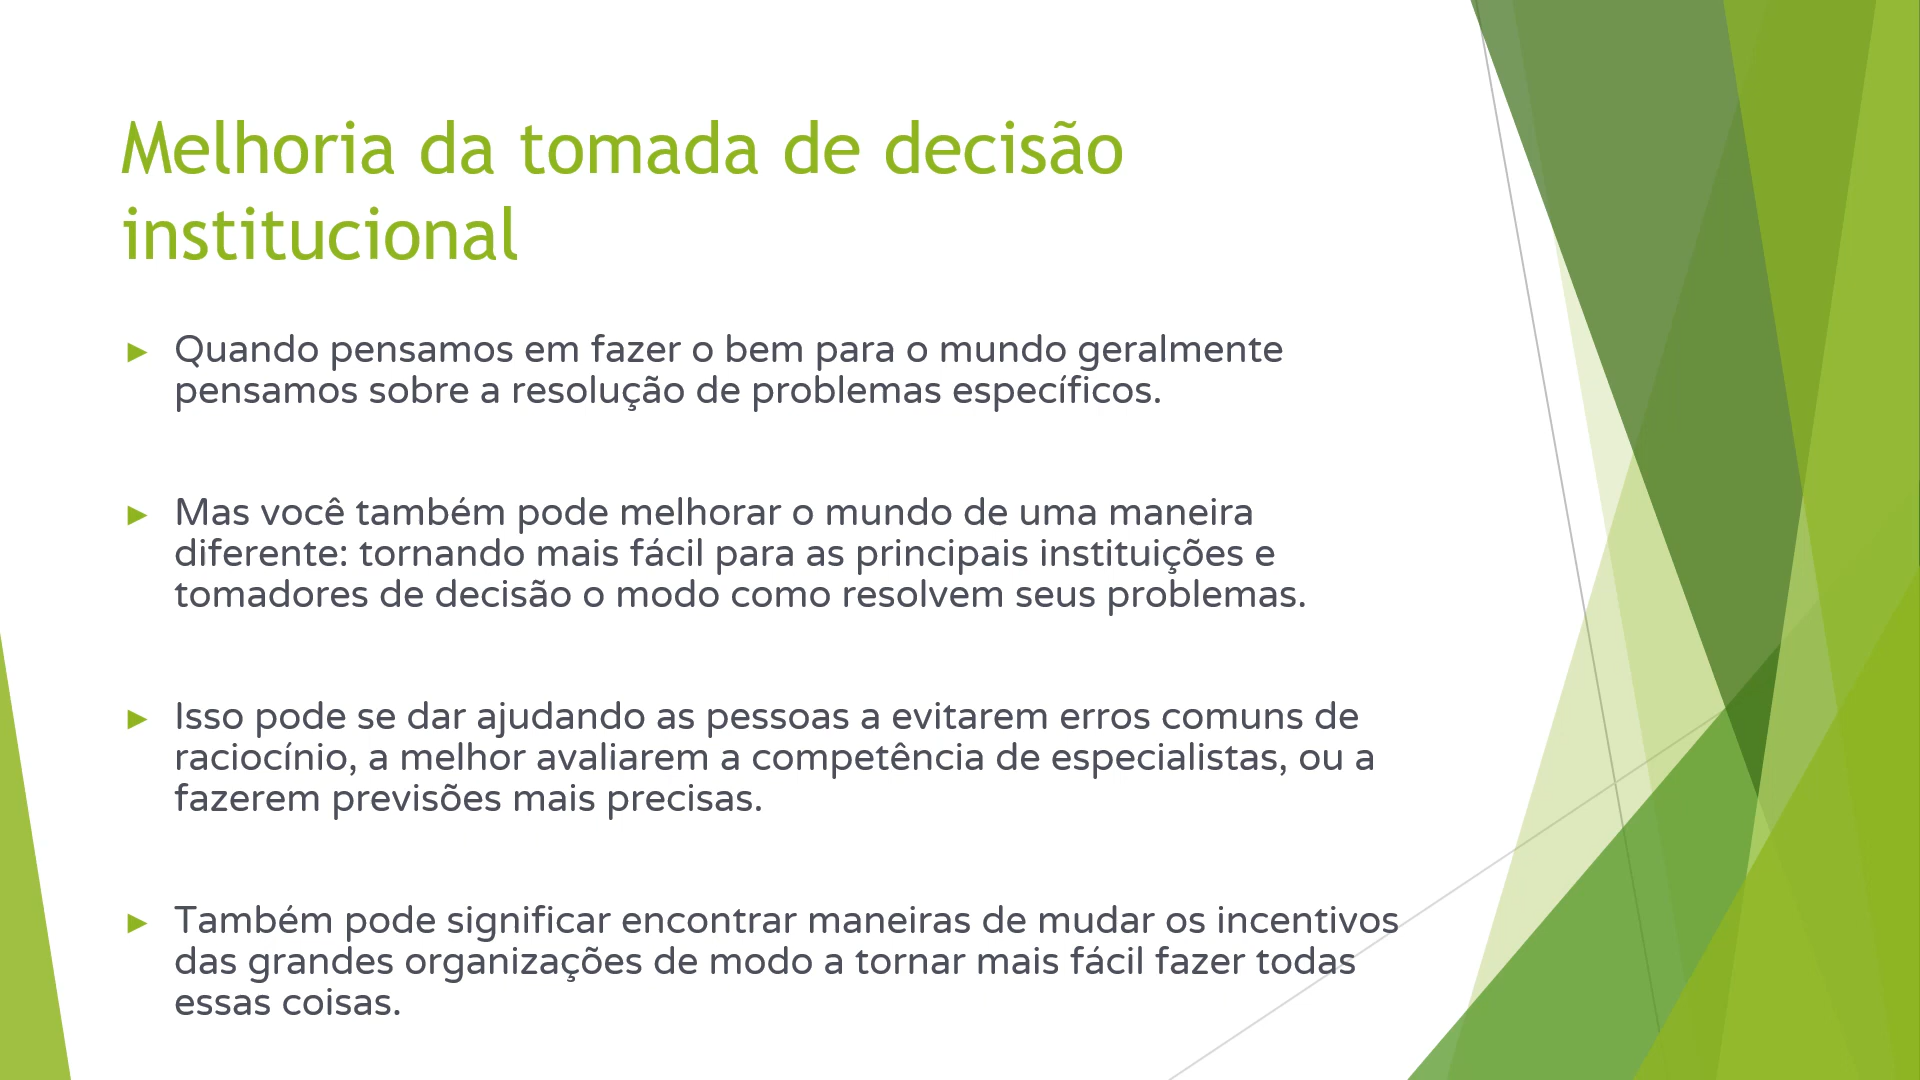 Melhoria da tomada de decisão
institucional
Quando pensamos em fazer o bem para o mundo geralmente
pensamos sobre a resolução de problemas específicos.
Mas você também pode melhorar o mundo de uma maneira
diferente: tornando mais fácil para as principais instituições e
tomadores de decisão o modo como resolvem seus problemas.
Isso pode se dar ajudando as pessoas a evitarem erros comuns de
raciocínio, a melhor avaliarem a competência de especialistas, ou a
fazerem previsões mais precisas.
Também pode significar encontrar maneiras de mudar os incentivos
das grandes organizações de modo a tornar mais fácil fazer todas
essas coisas.